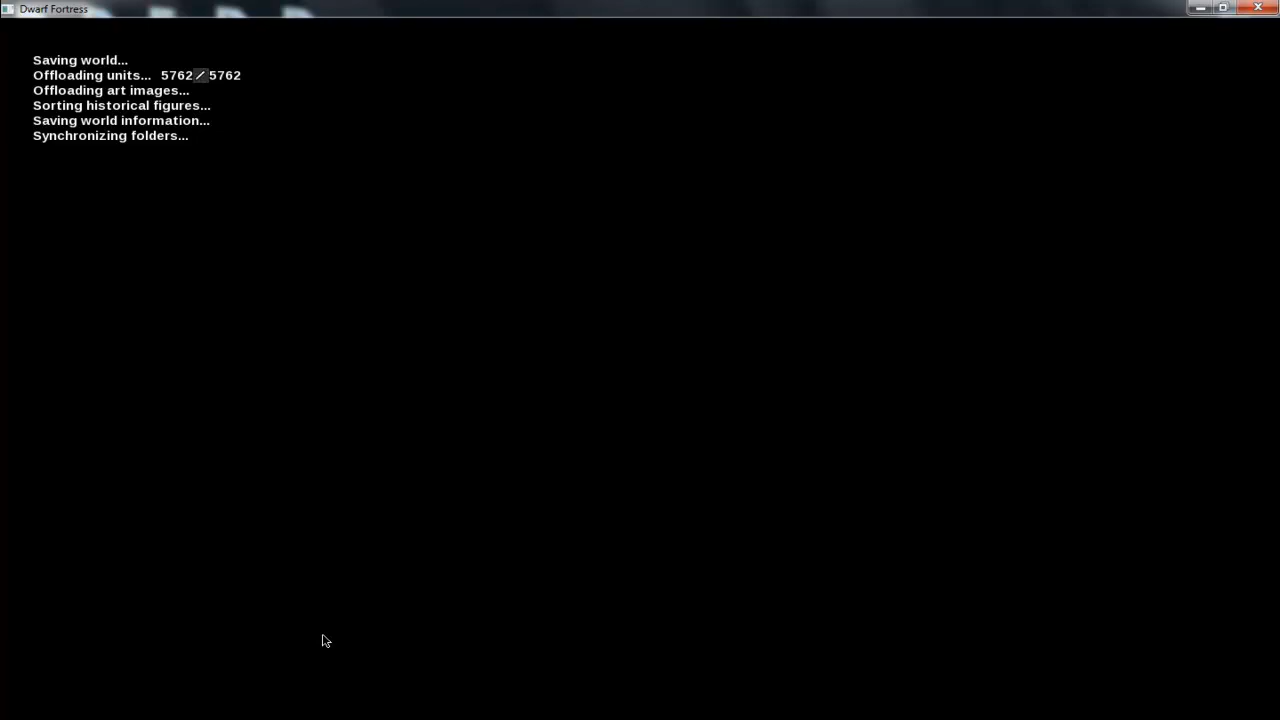 Dwarf Fortress
Saving world...
Offloading units... 5762/5762
Offloading art images...
Sorting historical figures...
Saving world information...
Synchronizing folders...